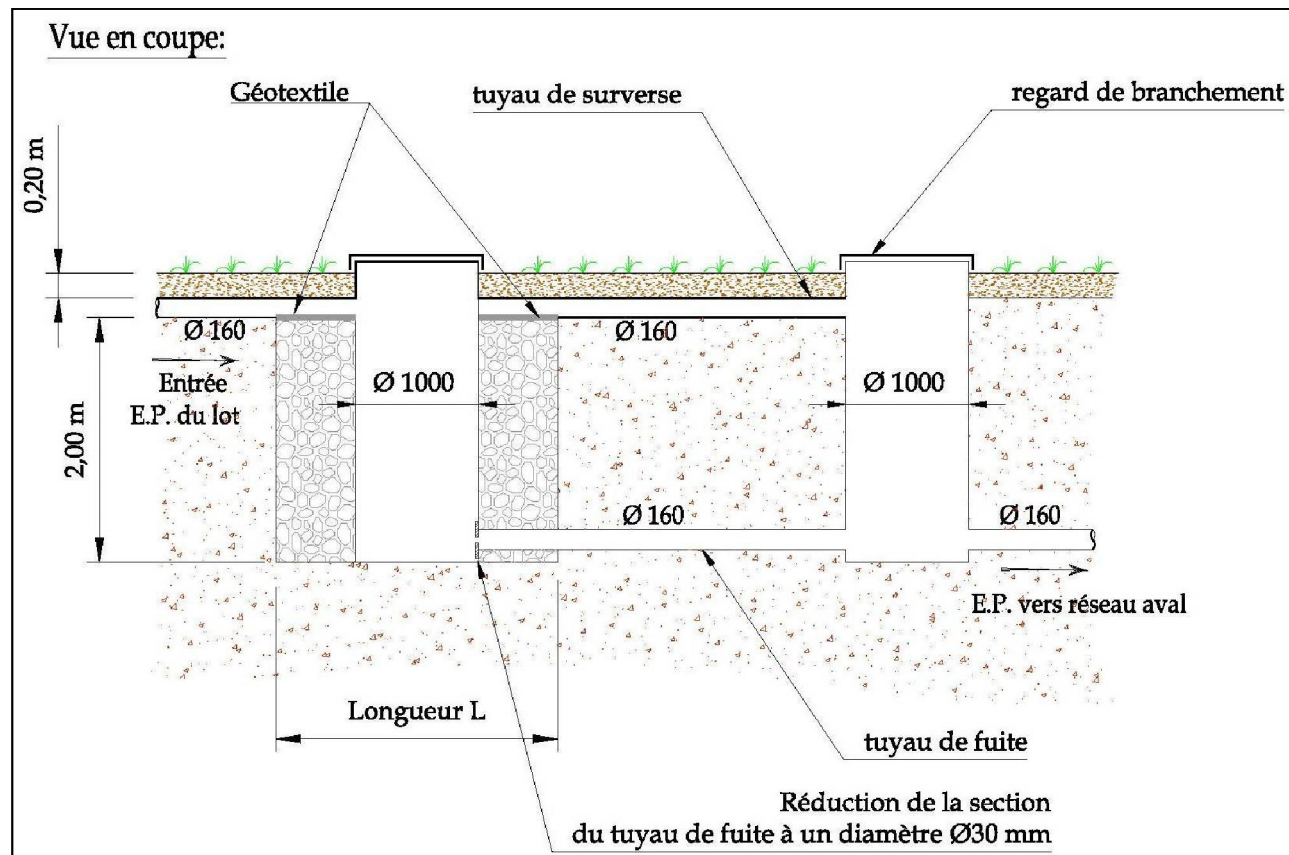 Vue en coupe:
Géotextile
tuyau de surverse
regard de branchement
0,20 m
Ø 160
Ø 160
Entrée
E.P. du lot
Ø 1000
Ø 1000
2,00 m
Ø 160
Ø 160
E.P. vers réseau aval
Longueur L
tuyau de fuite
Réduction de la section
du tuyau de fuite à un diamètre Ø30 mm